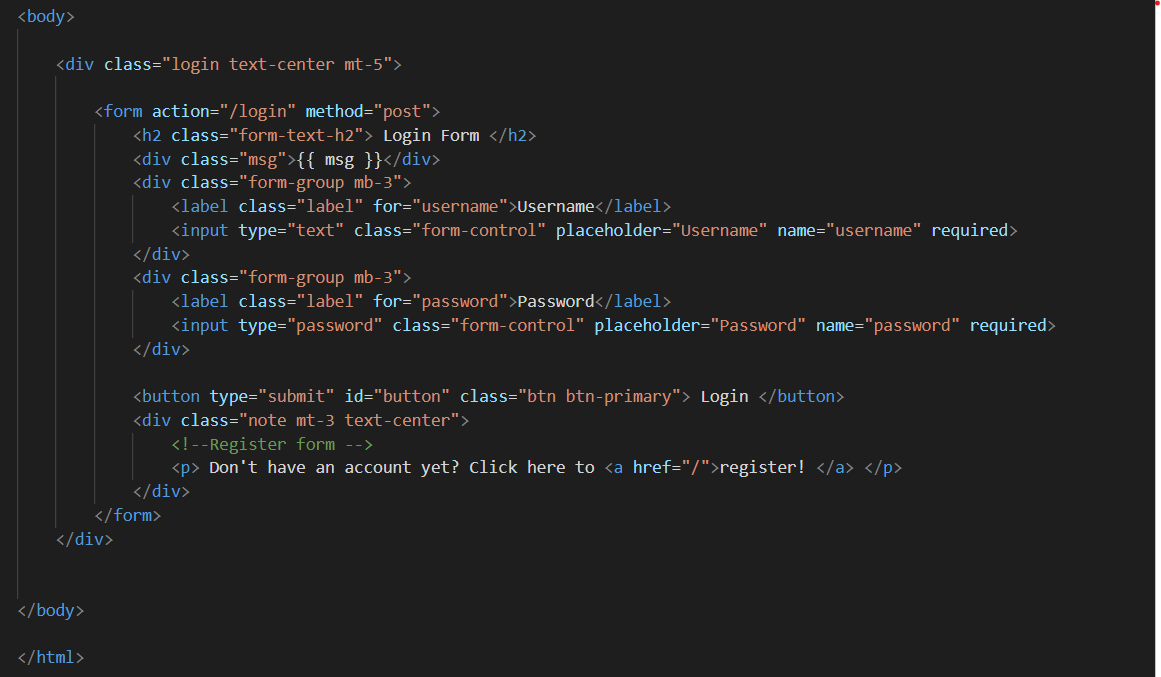 <body>
<div class="login text-center mt-5">
<form action="/login" method="post">
<h2 class="form-text-h2"> Login Form </h2>
<div class="msg">{{ msg }}</div>
<div class="form-group mb-3">
<label class="label" for="username">Username</label>
<input type="text" class="form-control" placeholder="Username" name="username" required>
</div>
<div class="form-group mb-3">
<label class="label" for="password">Password</label>
<input type="password" class="form-control" placeholder="Password" name="password" required>
</div>
<button type="submit" id="button" class="btn btn-primary"> Login </button>
<div class="note mt-3 text-center">
<!--Register form -->
<p> Don't have an account yet? Click here to <a href="/">register! </a> </p>
</div>
</form>
</div>
</body>
</html>